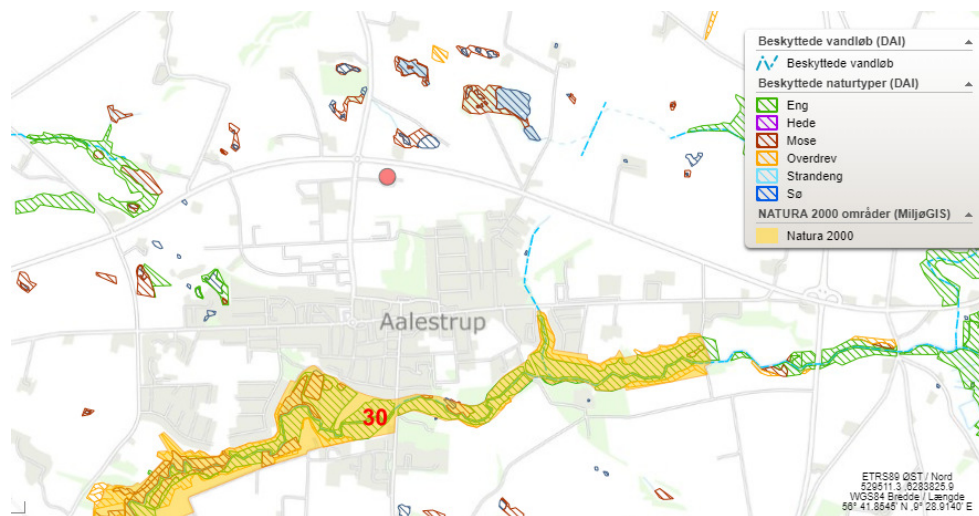 Beskyttede vandløb (DAI)
Beskyttede vandløb
Beskyttede naturtyper (DAI)
Eng
Hede
Mose
Overdrev
Strandeng
Sø
NATURA 2000 områder (MiljøGIS)
Natura 2000
Aalestrup
30
ETRS89 ØST / Nord
529511.3 ,6283825.9
WGS84 Bredde / Længde
56° 41.8545' N ,9° 28.9140' E